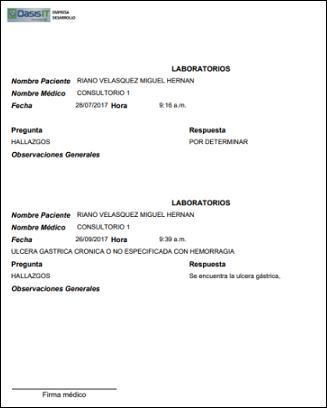 OasisIT EMPRESA
DESARROLLO
LABORATORIOS
Nombre Paciente RIANO VELASQUEZ MIGUEL HERNAN
Nombre Médico CONSULTORIO 1
Fecha 28/07/2017 Hora 9:16 a.m.
Pregunta Respuesta
HALLAZGOS POR DETERMINAR
Observaciones Generales
LABORATORIOS
Nombre Paciente RIANO VELASQUEZ MIGUEL HERNAN
Nombre Médico CONSULTORIO 1
Fecha 26/09/2017 Hora 9:39 a.m.
ULCERA GASTRICA CRONICA O NO ESPECIFICADA CON HEMORRAGIA
Pregunta Respuesta
HALLAZGOS Se encuentra la ulcera gástrica,
Observaciones Generales
Firma médico